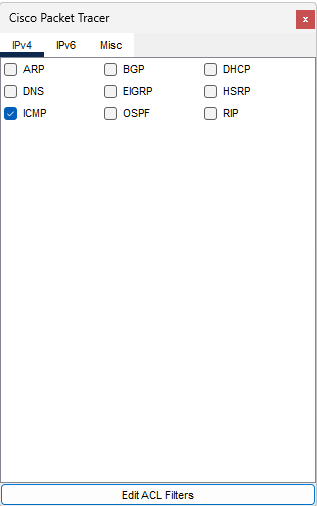 Cisco Packet Tracer
x
IPv4 IPv6 Misc
ARP BGP DHCP
DNS EIGRP HSRP
ICMP OSPF RIP
Edit ACL Filters